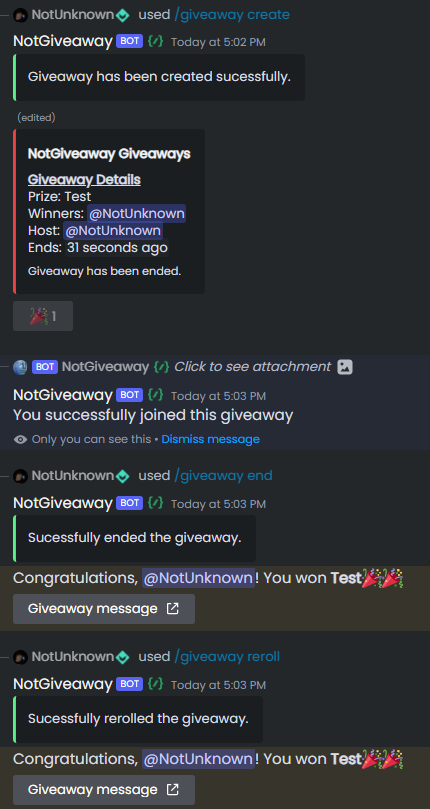 NotUnknown used /giveaway create
NotGiveaway BOT {/} Today at 5:02 PM
Giveaway has been created sucessfully.
(edited)
NotGiveaway Giveaways
Giveaway Details
Prize: Test
Winners: @NotUnknown
Host: @NotUnknown
Ends: 31 seconds ago
Giveaway has been ended.
🎉 1
BOT NotGiveaway {/} Click to see attachment
NotGiveaway BOT {/} Today at 5:03 PM
You successfully joined this giveaway
Only you can see this • Dismiss message
NotUnknown used /giveaway end
NotGiveaway BOT {/} Today at 5:03 PM
Sucessfully ended the giveaway.
Congratulations, @NotUnknown! You won Test🎉🎉
Giveaway message
NotUnknown used /giveaway reroll
NotGiveaway BOT {/} Today at 5:03 PM
Sucessfully rerolled the giveaway.
Congratulations, @NotUnknown! You won Test🎉🎉
Giveaway message